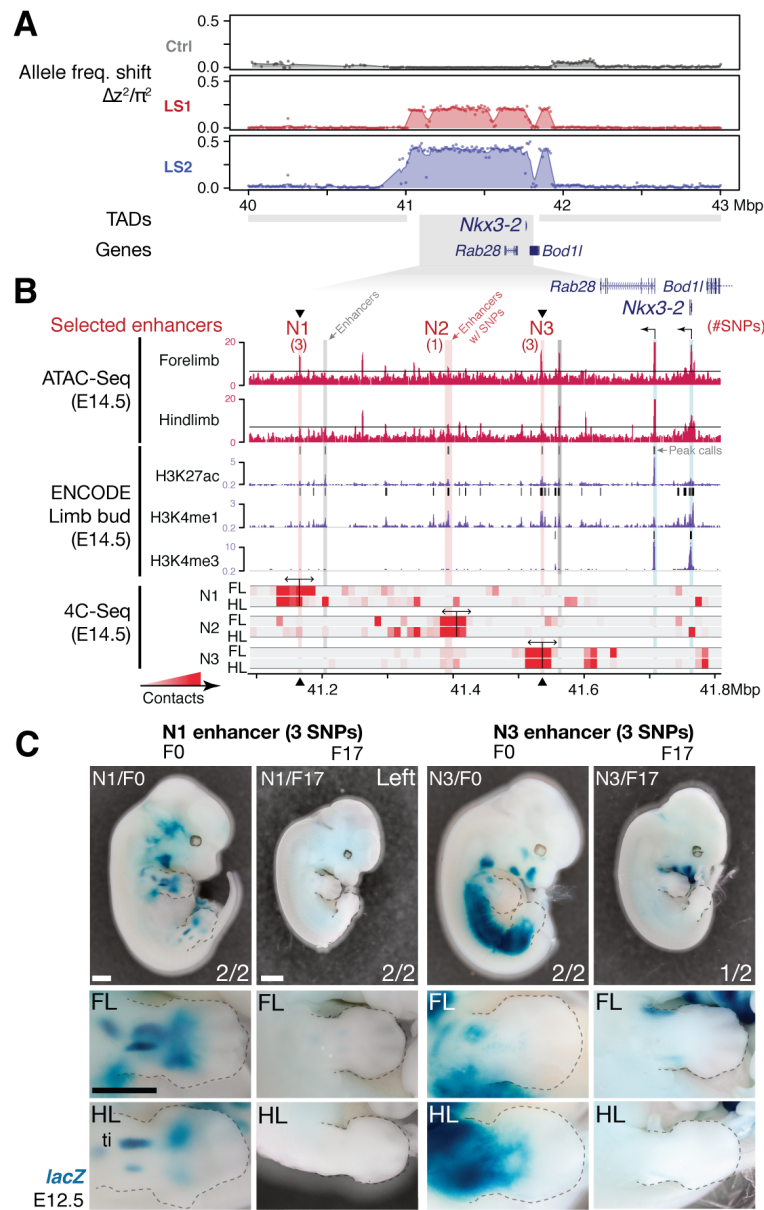 A
Allele freq. shift
Δz²/π²
Ctrl
0.5
0.0
LS1
0.5
0.0
LS2
0.5
0.0
40 41 42 43 Mbp
TADs
Nkx3-2
Genes
Rab28 Bod1l
B
Rab28 Bod1l
Nkx3-2
Selected enhancers
N1
(3)
Enhancers
N2
(1)
Enhancers
w/ SNPs
N3
(3)
(#SNPs)
ATAC-Seq
(E14.5)
Forelimb
20
0
Hindlimb
20
0
Peak calls
ENCODE
Limb bud
(E14.5)
H3K27ac
5
0.2
H3K4me1
3
0.2
H3K4me3
10
0.2
4C-Seq
(E14.5)
N1 FL
HL
N2 FL
HL
N3 FL
HL
Contacts
41.2 41.4 41.6 41.8Mbp
C
N1 enhancer (3 SNPs) N3 enhancer (3 SNPs)
F0 F17 F0 F17
N1/F0 N1/F17 Left N3/F0 N3/F17
2/2 2/2 2/2 1/2
FL FL FL FL
HL HL HL HL
ti
lacZ
E12.5